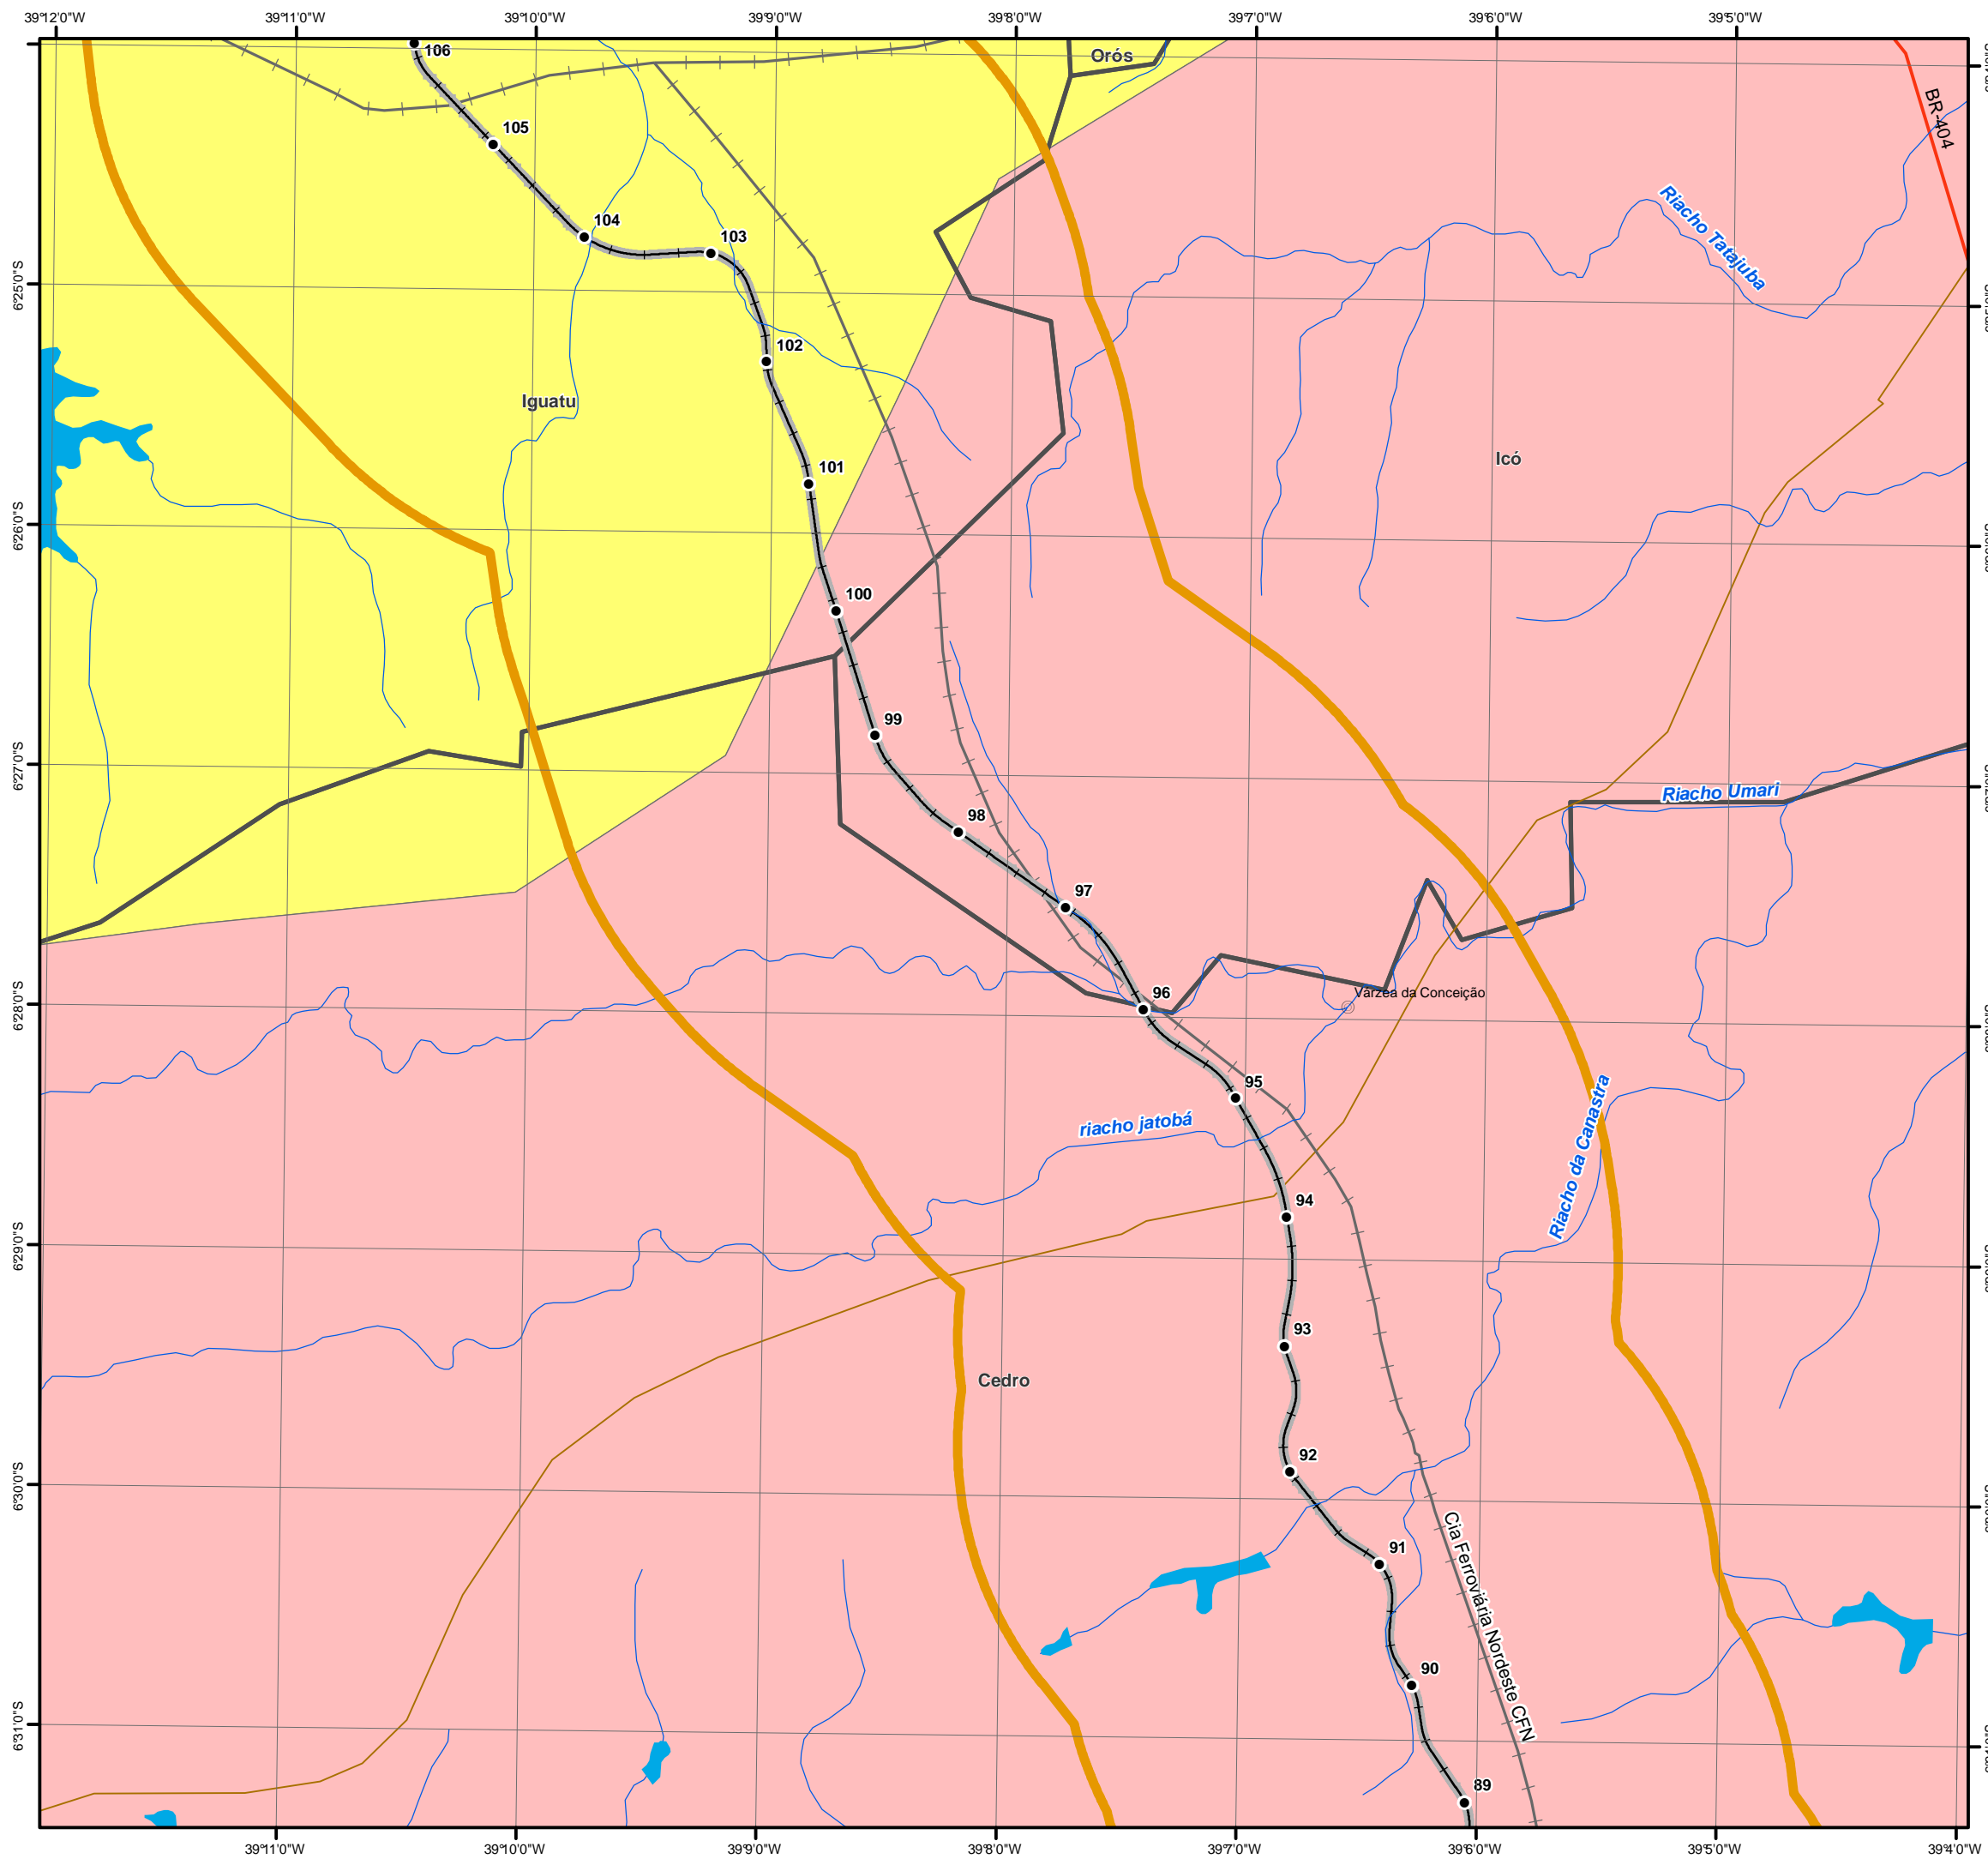 39°12'0"W 39°11'0"W 39°10'0"W 39°9'0"W 39°8'0"W 39°7'0"W 39°6'0"W 39°5'0"W
106
Orós
BR-404
105
104
103
Riacho Tatajuba
6°25'0"S
102
Iguatu
101
Icó
6°26'0"S
100
99
6°27'0"S
Riacho Umari
98
97
96
Várzea da Conceição
6°28'0"S
95
riacho jatobá
Riacho da Canastra
94
6°29'0"S
93
Cedro
92
6°30'0"S
91
Cia Ferroviária Nordeste CFN
90
6°31'0"S
89
39°11'0"W 39°10'0"W 39°9'0"W 39°8'0"W 39°7'0"W 39°6'0"W 39°5'0"W 39°4'0"W